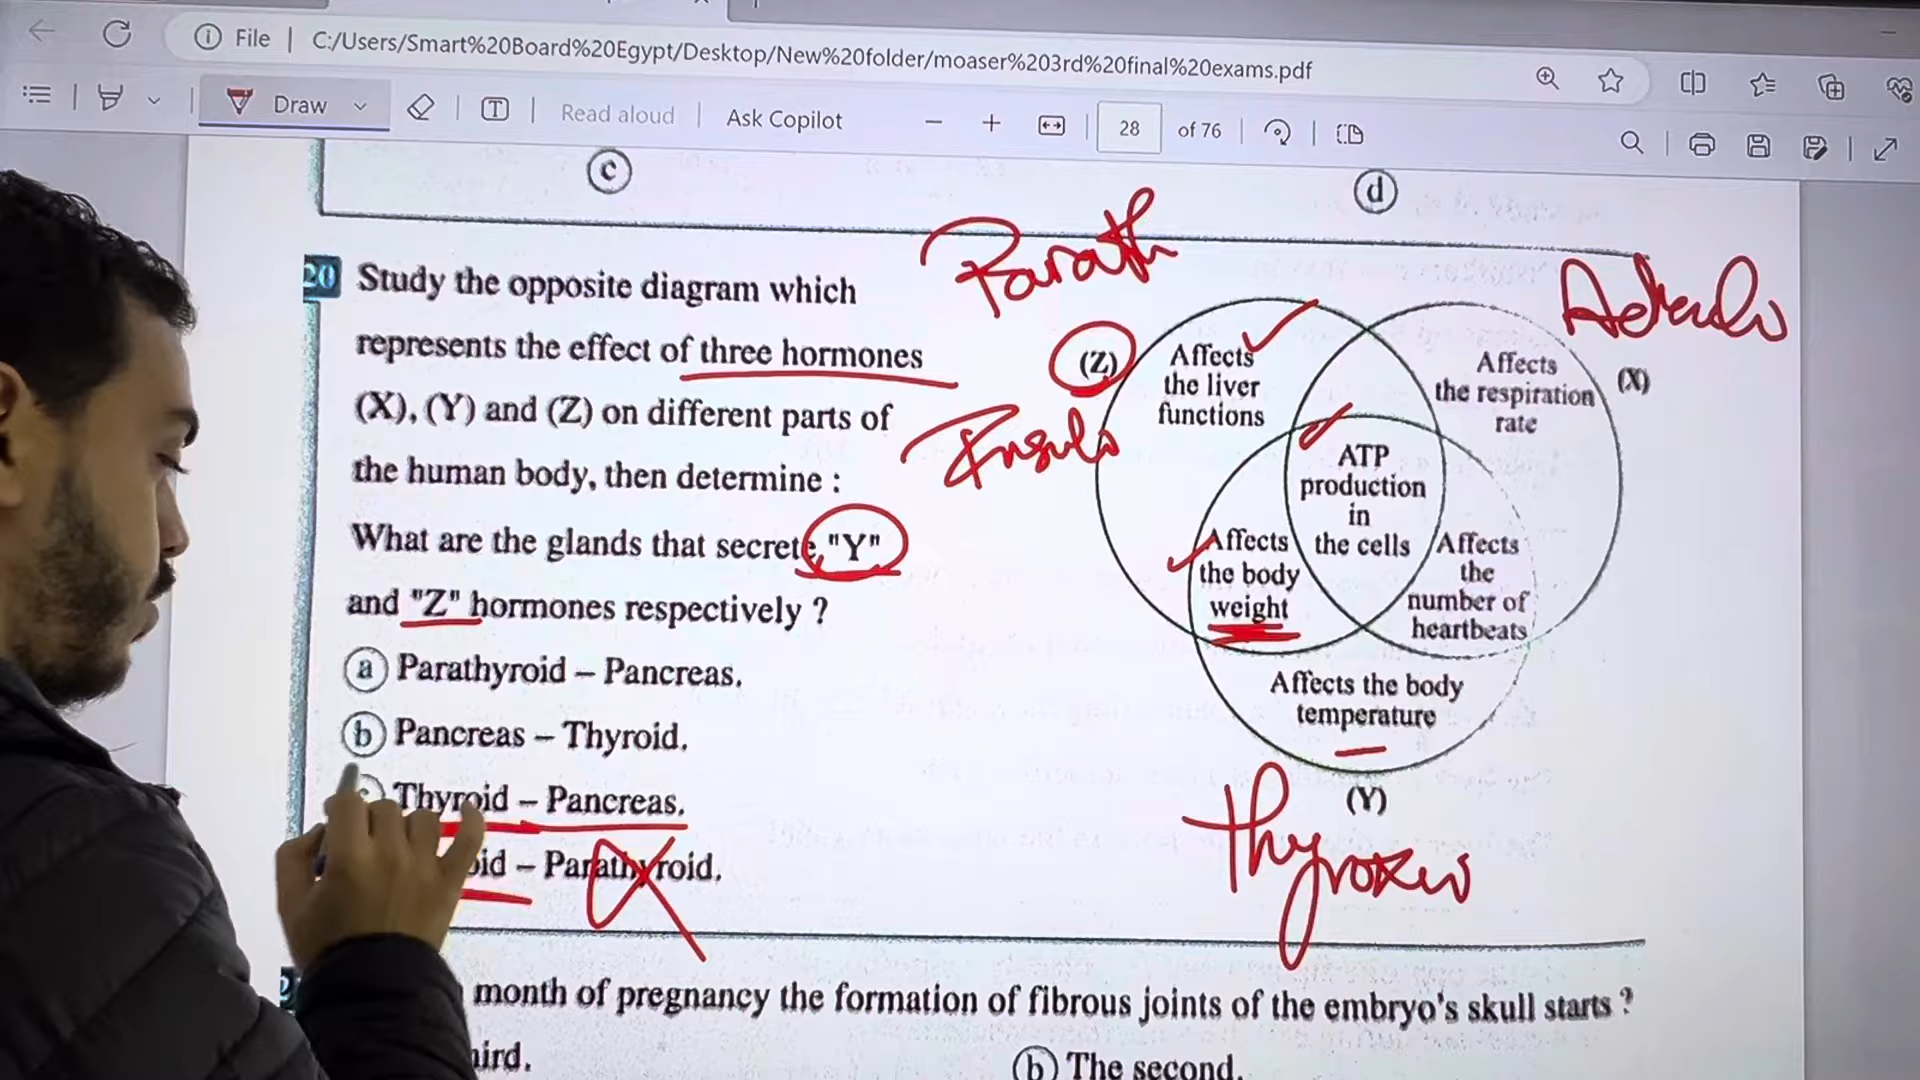 File | C:/Users/Smart%20Board%20Egypt/Desktop/New%20folder/moaser%203rd%20final%20exams.pdf
Draw | T | Read aloud | Ask Copilot 28 of 76
c
d
20 Study the opposite diagram which
represents the effect of three hormones
(X), (Y) and (Z) on different parts of
the human body, then determine :
What are the glands that secrete "Y"
and "Z" hormones respectively ?
a Parathyroid – Pancreas.
b Pancreas – Thyroid.
Thyroid – Pancreas.
oid – Parathyroid.
Parath
(Z)
Affects
the liver
functions
Affects
the respiration
rate
(X)
ATP
production
in
the cells
Affects
the body
weight
Affects
the
number of
heartbeats
Affects the body
temperature
(Y)
month of pregnancy the formation of fibrous joints of the embryo's skull starts ?
hird.
b The second.